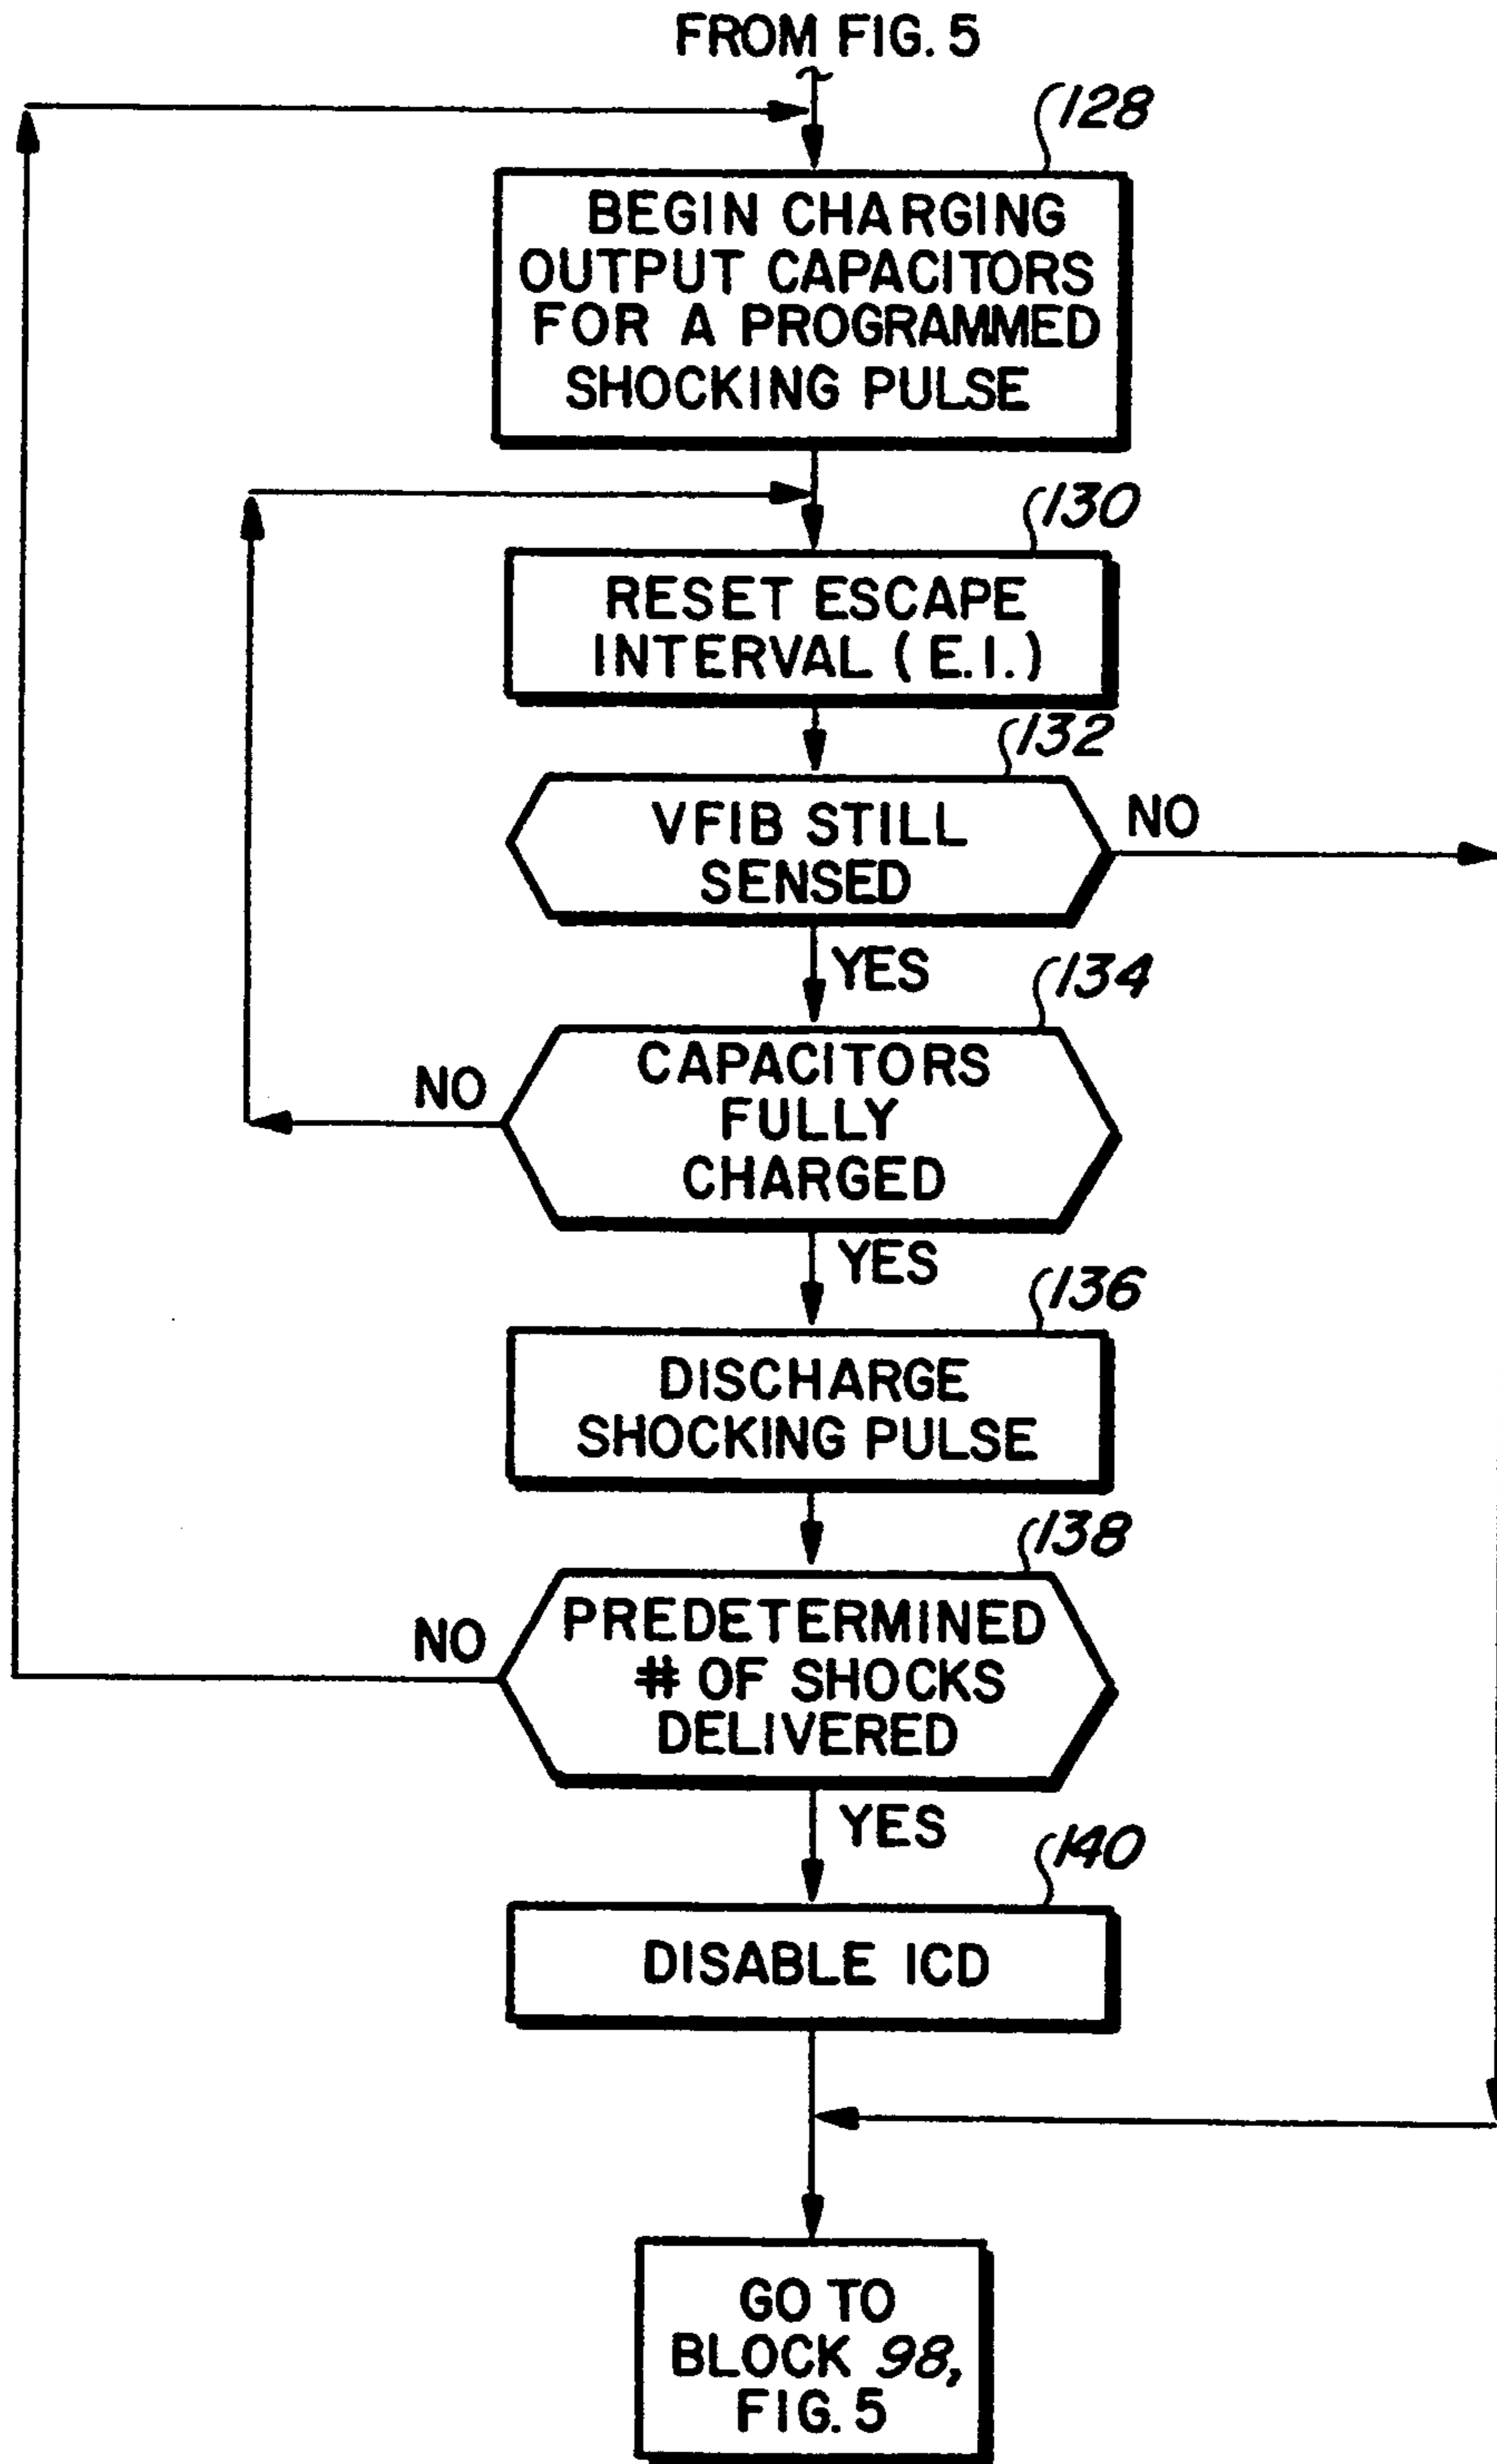 FROM FIG. 5
128
BEGIN CHARGING
OUTPUT CAPACITORS
FOR A PROGRAMMED
SHOCKING PULSE
130
RESET ESCAPE
INTERVAL (E.I.)
132
VFIB STILL
SENSED
NO
YES
134
CAPACITORS
FULLY
CHARGED
NO
YES
136
DISCHARGE
SHOCKING PULSE
138
PREDETERMINED
# OF SHOCKS
DELIVERED
NO
YES
140
DISABLE ICD
GO TO
BLOCK 98,
FIG. 5